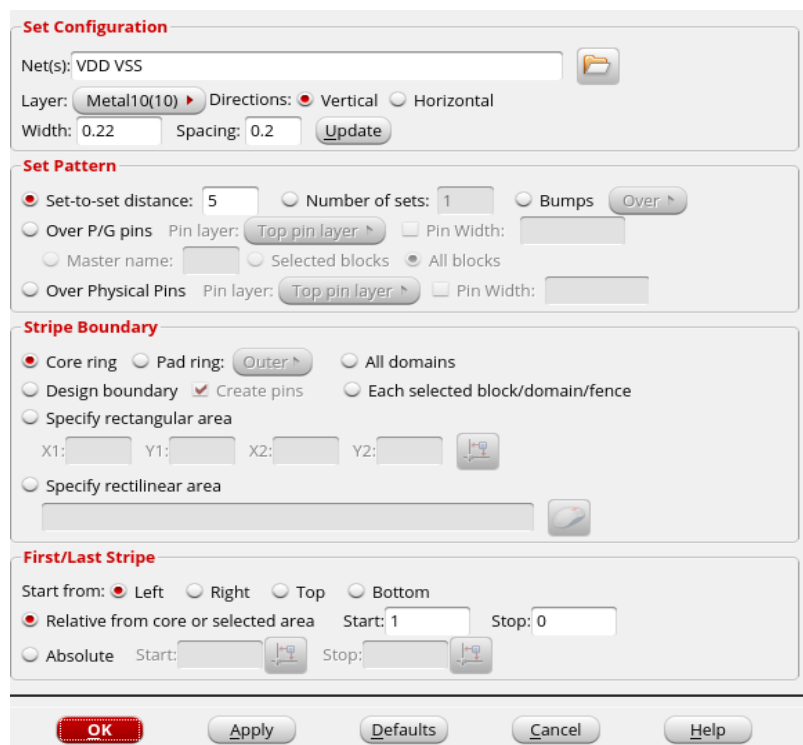 Set Configuration
Net(s): VDD VSS
Layer: Metal10(10) Directions: Vertical Horizontal
Width: 0.22 Spacing: 0.2 Update
Set Pattern
Set-to-set distance: 5 Number of sets: 1 Bumps Over
Over P/G pins Pin layer: Top pin layer Pin Width:
Master name: Selected blocks All blocks
Over Physical Pins Pin layer: Top pin layer Pin Width:
Stripe Boundary
Core ring Pad ring: Outer All domains
Design boundary Create pins Each selected block/domain/fence
Specify rectangular area
X1: Y1: X2: Y2:
Specify rectilinear area
First/Last Stripe
Start from: Left Right Top Bottom
Relative from core or selected area Start: 1 Stop: 0
Absolute Start: Stop:
OK Apply Defaults Cancel Help